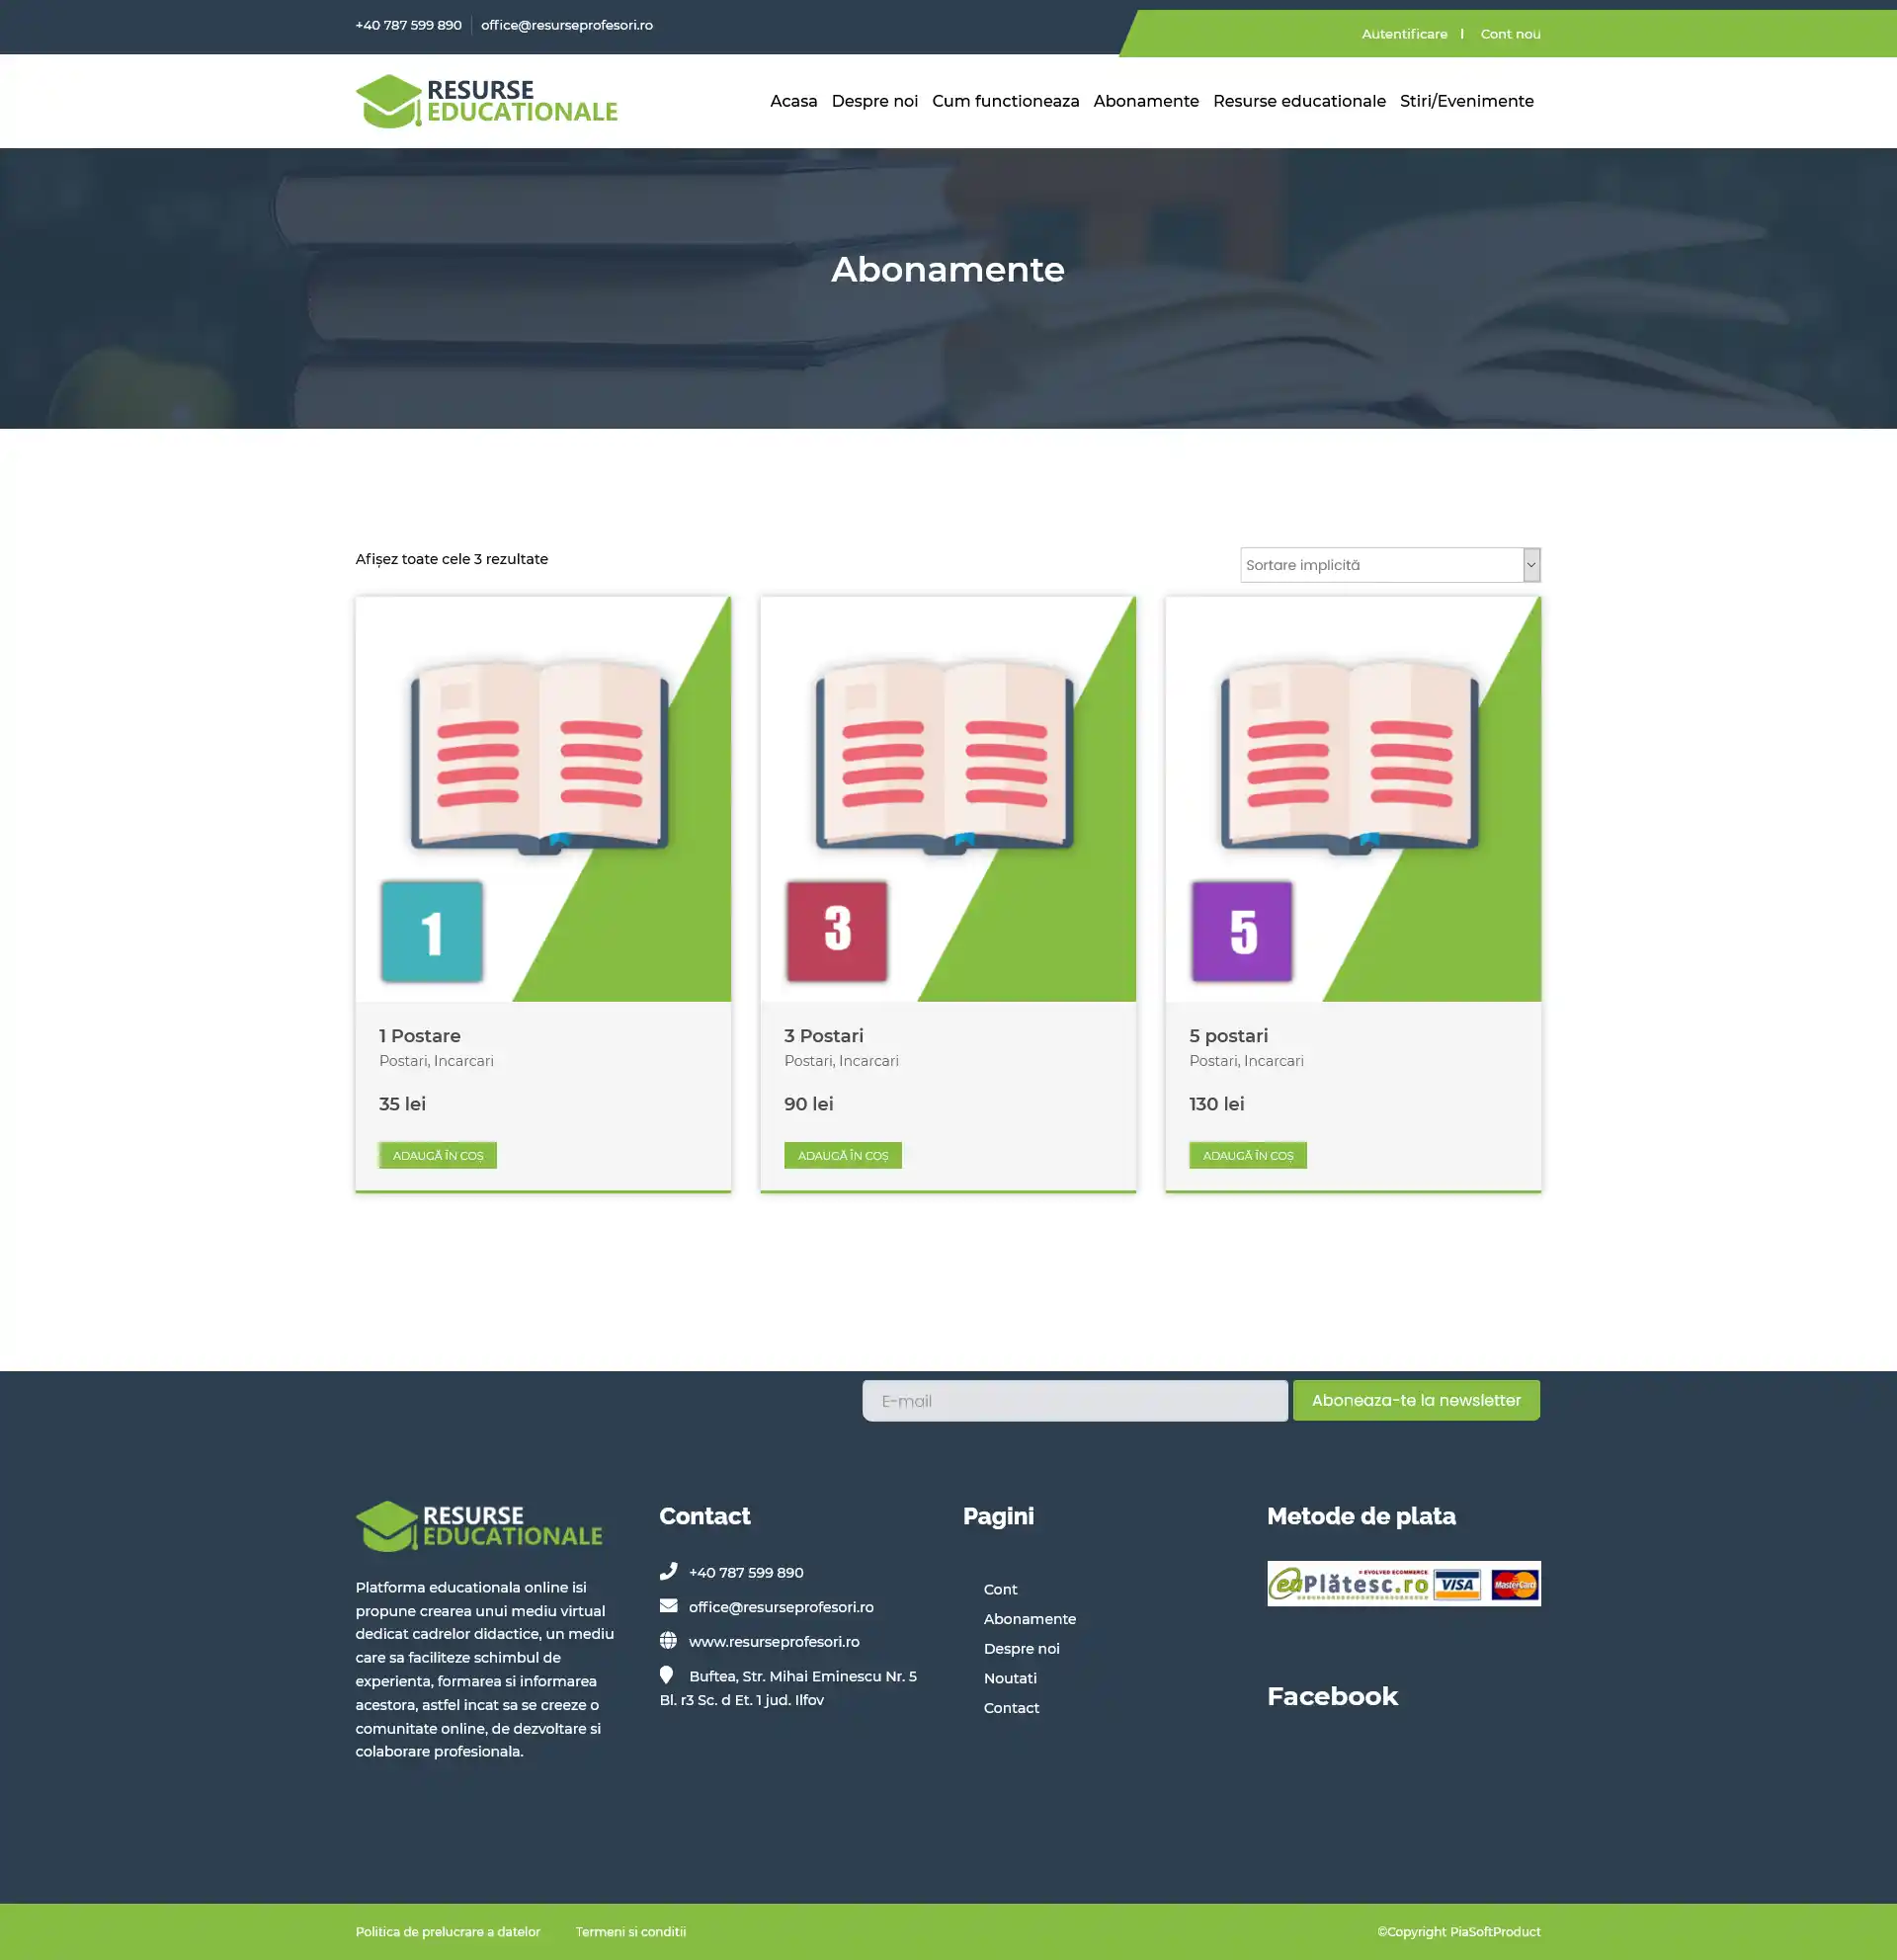 +40 787 599 890 office@resurseprofesori.ro
Autentificare | Cont nou
RESURSE
EDUCATIONALE
Acasa Despre noi Cum functioneaza Abonamente Resurse educationale Stiri/Evenimente
Abonamente
Afișez toate cele 3 rezultate
Sortare implicită
1
3
5
1 Postare
Postari, Incarcari
35 lei
ADAUGĂ ÎN COȘ
3 Postari
Postari, Incarcari
90 lei
ADAUGĂ ÎN COȘ
5 postari
Postari, Incarcari
130 lei
ADAUGĂ ÎN COȘ
E-mail
Aboneaza-te la newsletter
RESURSE
EDUCATIONALE
Platforma educationala online isi
propune crearea unui mediu virtual
dedicat cadrelor didactice, un mediu
care sa faciliteze schimbul de
experienta, formarea si informarea
acestora, astfel incat sa se creeze o
comunitate online, de dezvoltare si
colaborare profesionala.
Contact
+40 787 599 890
office@resurseprofesori.ro
www.resurseprofesori.ro
Buftea, Str. Mihai Eminescu Nr. 5
Bl. r3 Sc. d Et. 1 jud. Ilfov
Pagini
Cont
Abonamente
Despre noi
Noutati
Contact
Metode de plata
EVOLVED ECOMMERCE
euPlătesc.ro VISA MasterCard
Facebook
Politica de prelucrare a datelor Termeni si conditii
©Copyright PiaSoftProduct